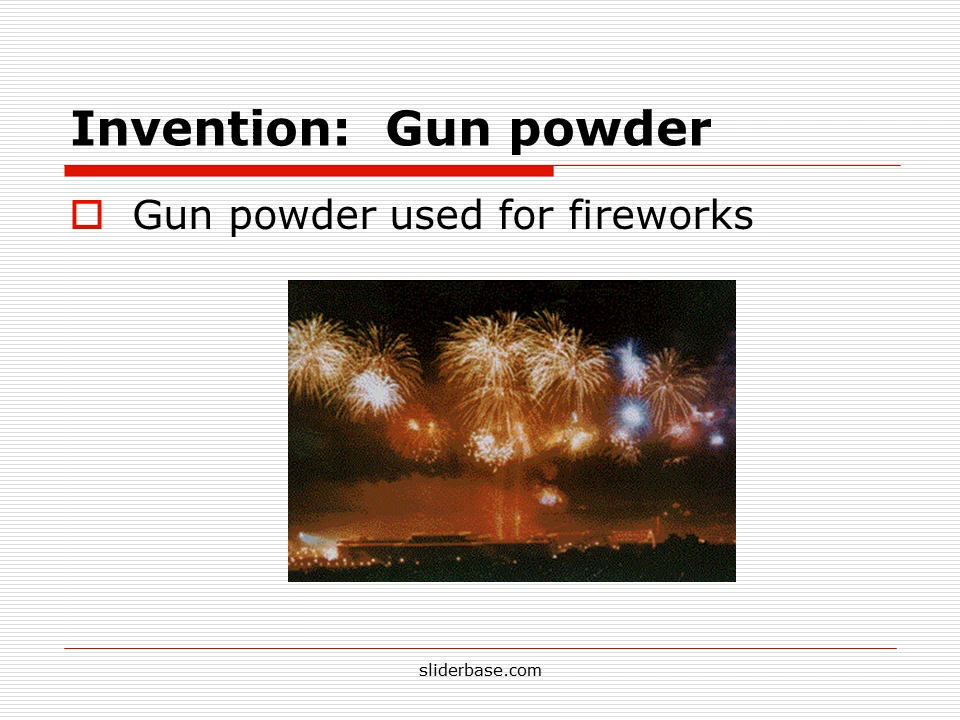 Invention: Gun powder
Gun powder used for fireworks
sliderbase.com